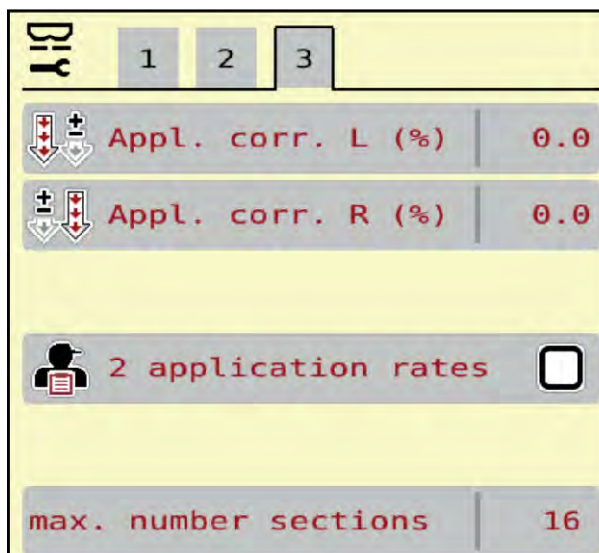 1 2 3
Appl. corr. L (%) 0.0
Appl. corr. R (%) 0.0
2 application rates
max. number sections 16